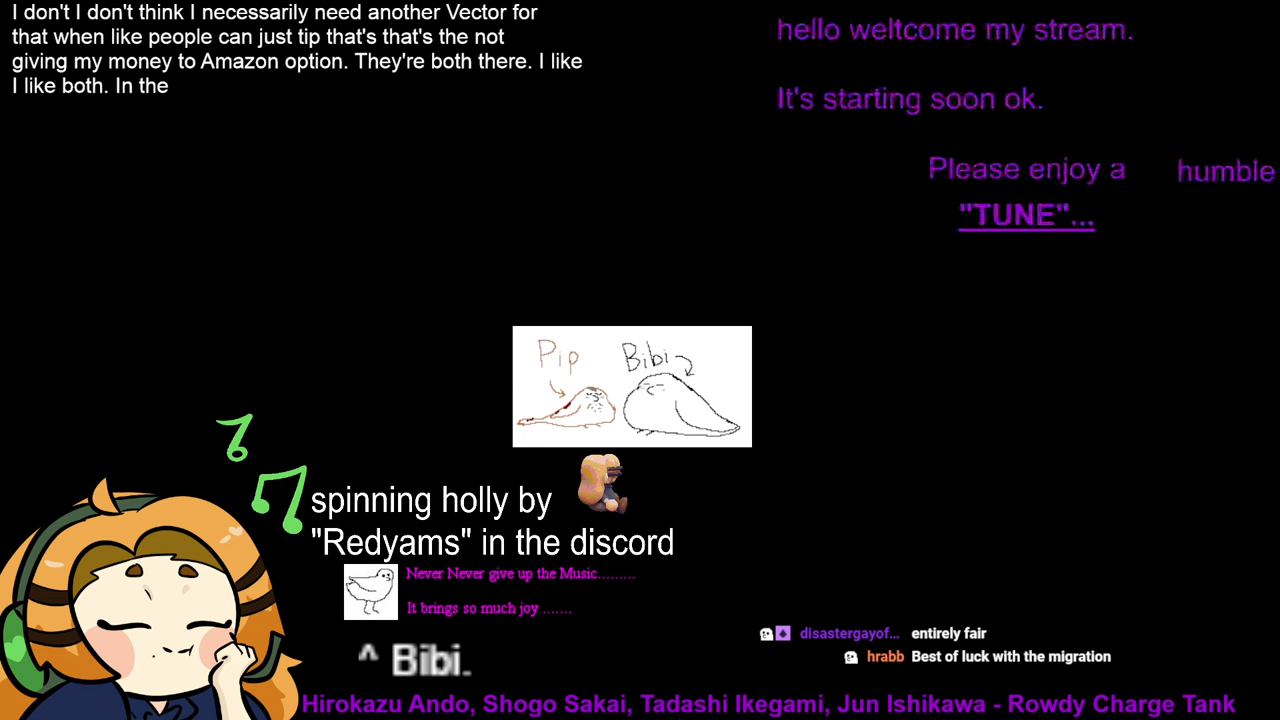 I don't I don't think I necessarily need another Vector for
that when like people can just tip that's that's the not
giving my money to Amazon option. They're both there. I like
I like both. In the
hello weltcome my stream.
It's starting soon ok.
Please enjoy a humble
"TUNE"...
Pip
Bibi
spinning holly by
"Redyams" in the discord
Never Never give up the Music.........
It brings so much joy .......
^ Bibi.
disastergayof... entirely fair
hrabb Best of luck with the migration
Hirokazu Ando, Shogo Sakai, Tadashi Ikegami, Jun Ishikawa - Rowdy Charge Tank